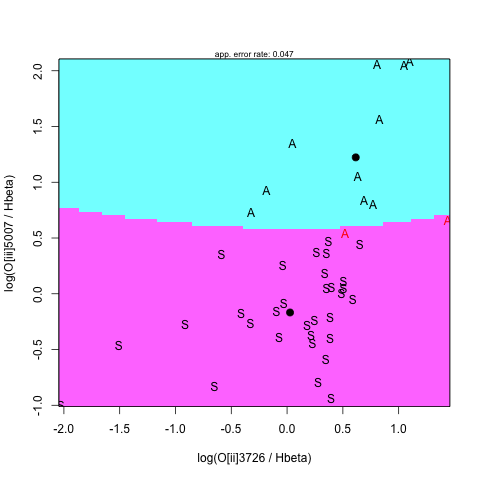 app. error rate: 0.047
A A A
A
A
A
A
A A
A
A
A
S
S
S S S
S
S
S S S
S S
S S
S S
S S S
S S
S S S
S S
S
S
S S
S
S
2.0
1.5
1.0
0.5
0.0
-0.5
-1.0
log(O[iii]5007 / Hbeta)
-2.0 -1.5 -1.0 -0.5 0.0 0.5 1.0
log(O[ii]3726 / Hbeta)